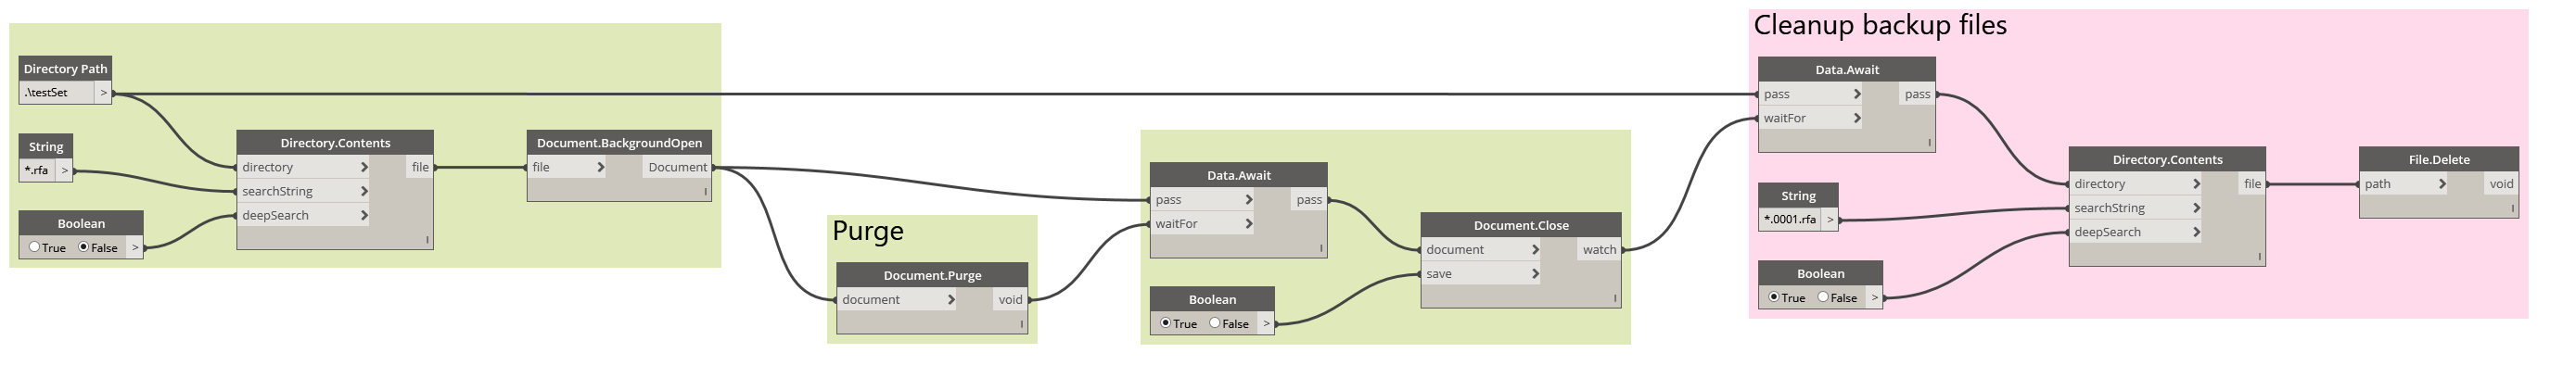 Directory Path
.\testSet >
String
*.rfa >
Boolean
True False >
Directory.Contents
directory file
searchString
deepSearch
Document.BackgroundOpen
file Document
Purge
Document.Purge
document void
Data.Await
pass pass
waitFor
Boolean
True False >
Document.Close
document watch
save
Cleanup backup files
Data.Await
pass pass
waitFor
String
*.0001.rfa >
Boolean
True False >
Directory.Contents
directory file
searchString
deepSearch
File.Delete
path void